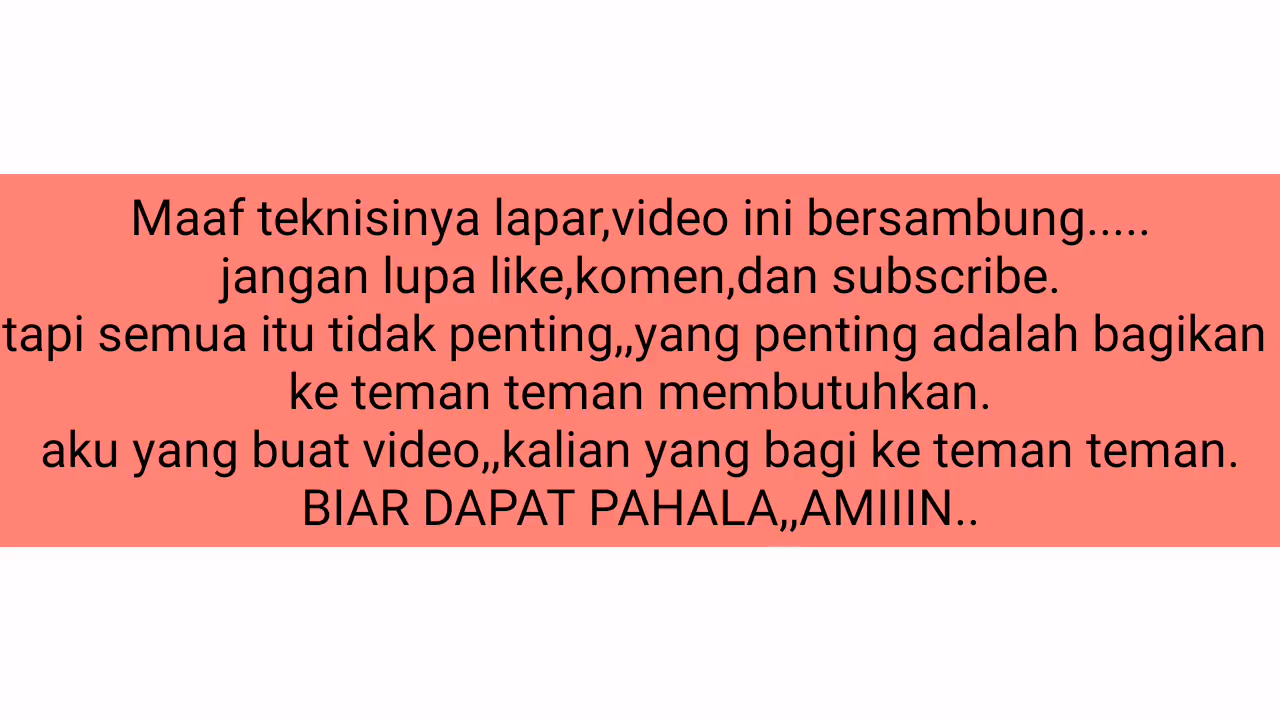 Maaf teknisinya lapar,video ini bersambung.....
jangan lupa like,komen,dan subscribe.
tapi semua itu tidak penting,,yang penting adalah bagikan
ke teman teman membutuhkan.
aku yang buat video,,kalian yang bagi ke teman teman.
BIAR DAPAT PAHALA,,AMIIIN..